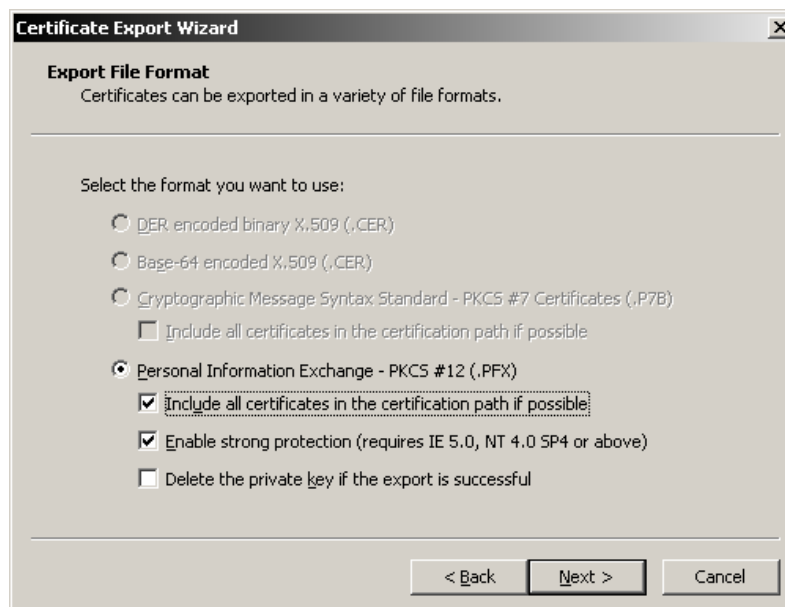 Certificate Export Wizard
Export File Format
Certificates can be exported in a variety of file formats.
Select the format you want to use:
DER encoded binary X.509 (.CER)
Base-64 encoded X.509 (.CER)
Cryptographic Message Syntax Standard - PKCS #7 Certificates (.P7B)
Include all certificates in the certification path if possible
Personal Information Exchange - PKCS #12 (.PFX)
Include all certificates in the certification path if possible
Enable strong protection (requires IE 5.0, NT 4.0 SP4 or above)
Delete the private key if the export is successful
< Back Next > Cancel